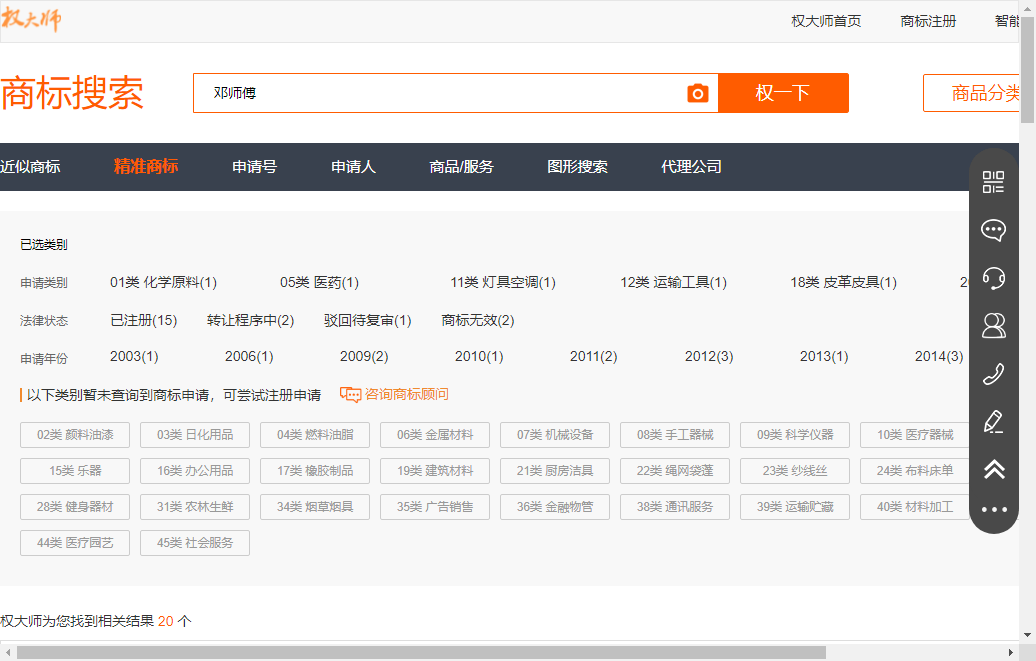 权大师
权大师首页 商标注册 智能
商标搜索 邓师傅 权一下 商品分类
近似商标 精准商标 申请号 申请人 商品/服务 图形搜索 代理公司
已选类别
申请类别 01类 化学原料(1) 05类 医药(1) 11类 灯具空调(1) 12类 运输工具(1) 18类 皮革皮具(1) 2
法律状态 已注册(15) 转让程序中(2) 驳回待复审(1) 商标无效(2)
申请年份 2003(1) 2006(1) 2009(2) 2010(1) 2011(2) 2012(3) 2013(1) 2014(3)
以下类别暂未查询到商标申请，可尝试注册申请 咨询商标顾问
02类 颜料油漆 03类 日化用品 04类 燃料油脂 06类 金属材料 07类 机械设备 08类 手工器械 09类 科学仪器 10类 医疗器械
15类 乐器 16类 办公用品 17类 橡胶制品 19类 建筑材料 21类 厨房洁具 22类 绳网袋蓬 23类 纱线丝 24类 布料床单
28类 健身器材 31类 农林生鲜 34类 烟草烟具 35类 广告销售 36类 金融物管 38类 通讯服务 39类 运输贮藏 40类 材料加工
44类 医疗园艺 45类 社会服务
权大师为您找到相关结果 20 个